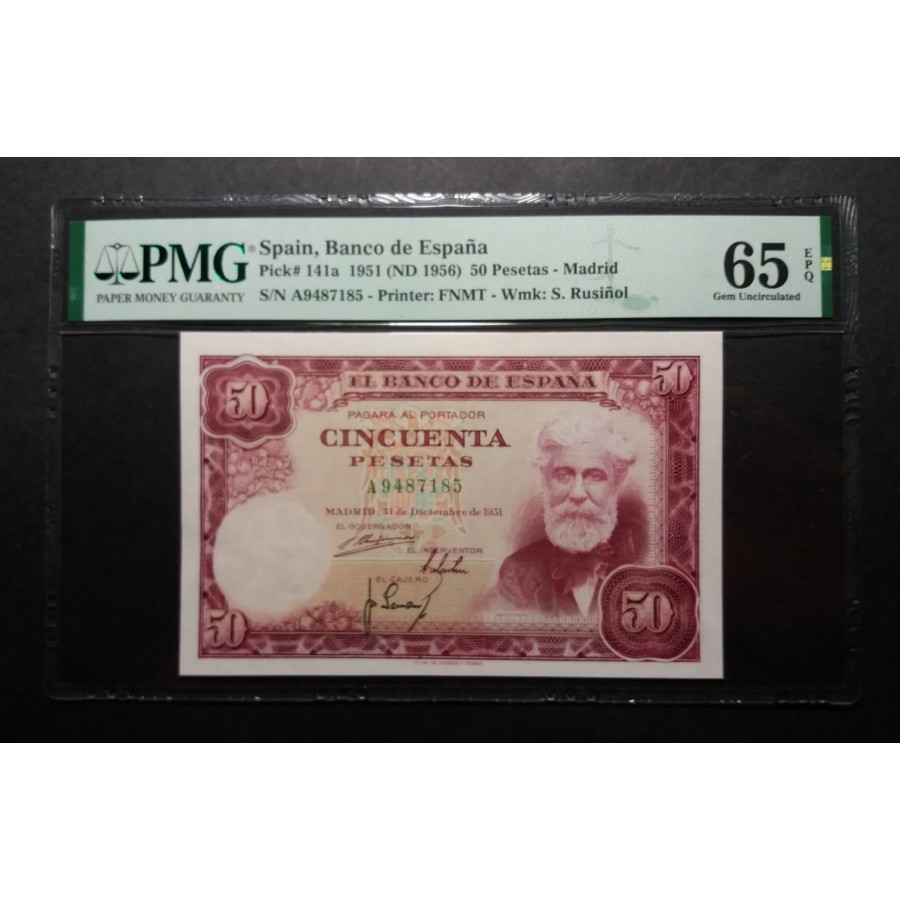 PMG®
PAPER MONEY GUARANTY
Spain, Banco de España
Pick# 141a 1951 (ND 1956) 50 Pesetas - Madrid
S/N A9487185 - Printer: FNMT - Wmk: S. Rusiñol
65 EPQ
Gem Uncirculated
50
EL BANCO DE ESPAÑA
50
PAGARA AL PORTADOR
CINCUENTA
PESETAS
A9487185
MADRID, 31 de Diciembre de 1951
EL GOBERNADOR
EL INTERVENTOR
EL CAJERO
50
50